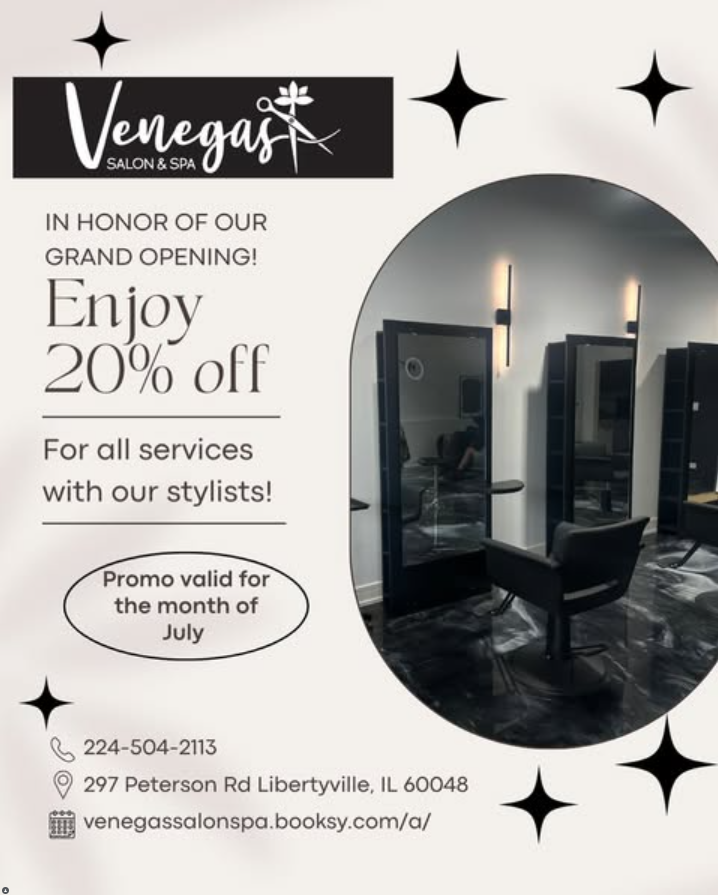 Venegas
SALON & SPA
IN HONOR OF OUR
GRAND OPENING!
Enjoy
20% off
For all services
with our stylists!
Promo valid for
the month of
July
224-504-2113
297 Peterson Rd Libertyville, IL 60048
venegassalonspa.booksy.com/a/